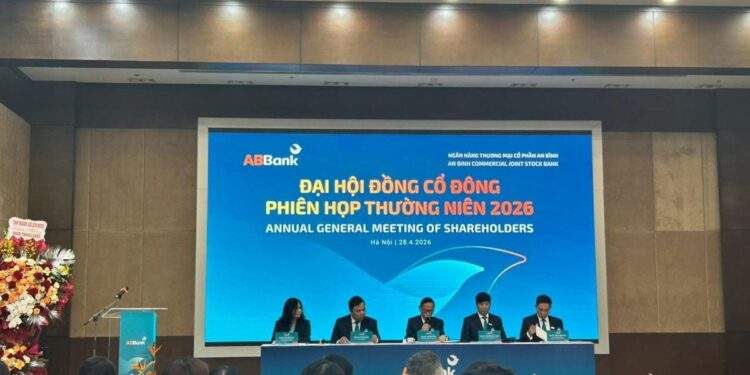 ABBank
NGÂN HÀNG THƯƠNG MẠI CỔ PHẦN AN BÌNH
AN BINH COMMERCIAL JOINT STOCK BANK
ĐẠI HỘI ĐỒNG CỔ ĐÔNG
PHIÊN HỌP THƯỜNG NIÊN 2026
ANNUAL GENERAL MEETING OF SHAREHOLDERS
Hà Nội | 28.4.2026
ABBank